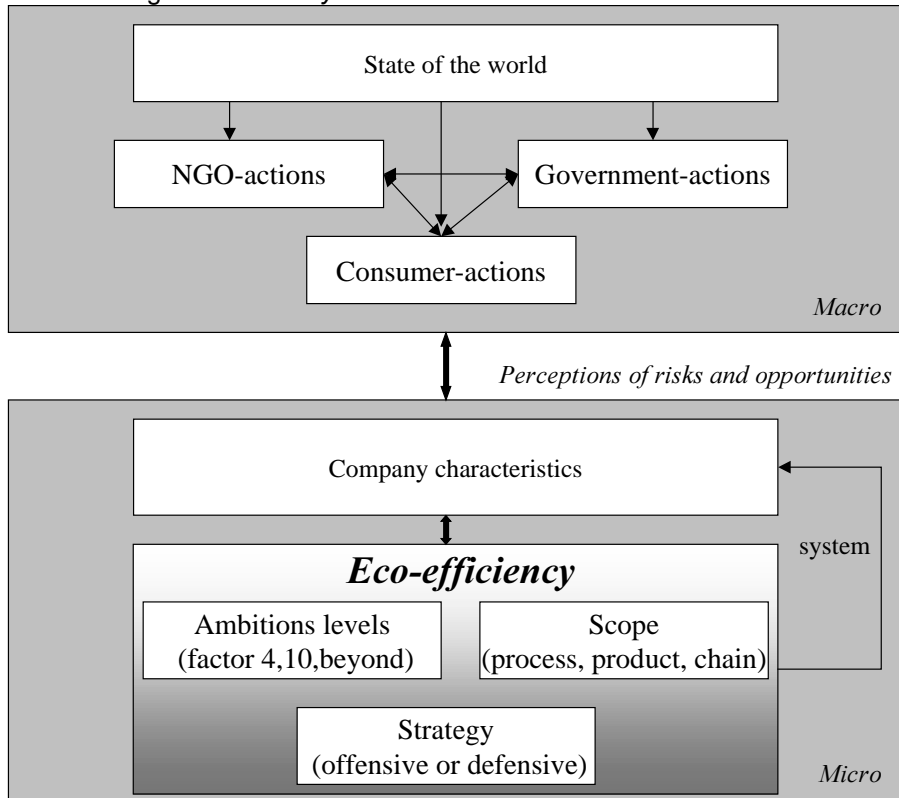 State of the world
NGO-actions
Government-actions
Consumer-actions
Macro
Perceptions of risks and opportunities
Company characteristics
system
Eco-efficiency
Ambitions levels
(factor 4,10,beyond)
Scope
(process, product, chain)
Strategy
(offensive or defensive)
Micro